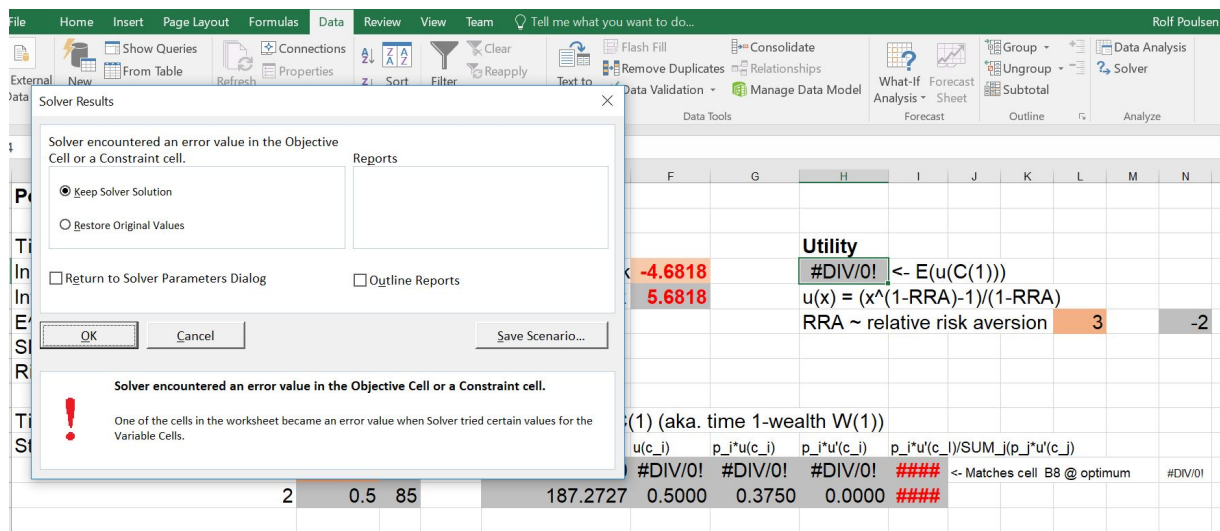 File Home Insert Page Layout Formulas Data Review View Team Tell me what you want to do... Rolf Poulsen
Show Queries Connections Clear Flash Fill Consolidate Group Data Analysis
From Table Properties Reapply Remove Duplicates Relationships Ungroup Solver
External New Refresh Sort Filter Text to Data Validation Manage Data Model What-If Forecast Subtotal
Data Analysis Sheet
Data Tools Forecast Outline Analyze
Solver Results
Solver encountered an error value in the Objective
Cell or a Constraint cell.
Reports
Keep Solver Solution
Restore Original Values
Return to Solver Parameters Dialog
Outline Reports
OK Cancel Save Scenario...
Solver encountered an error value in the Objective Cell or a Constraint cell.
One of the cells in the worksheet became an error value when Solver tried certain values for the
Variable Cells.
F G H I J K L M N
Utility
-4.6818 #DIV/0! <- E(u(C(1)))
5.6818 u(x) = (x^(1-RRA)-1)/(1-RRA)
RRA ~ relative risk aversion 3 -2
(1) (aka. time 1-wealth W(1))
u(c_i) p_i*u(c_i) p_i*u'(c_i) p_i*u'(c_I)/SUM_j(p_j*u'(c_j)
#DIV/0! #DIV/0! #DIV/0! #### <- Matches cell B8 @ optimum #DIV/0!
2 0.5 85 187.2727 0.5000 0.3750 0.0000 ####